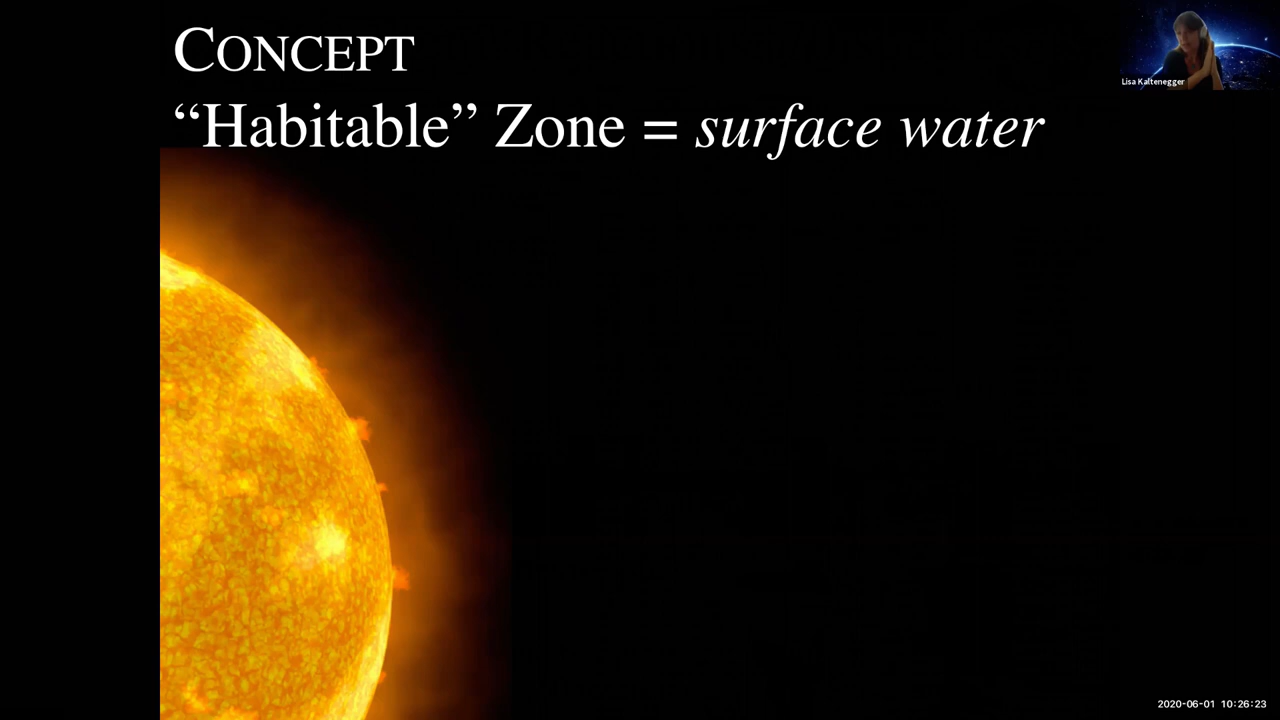 CONCEPT
“Habitable” Zone = surface water
Lisa Kaltenegger
2020-06-01 10:26:23